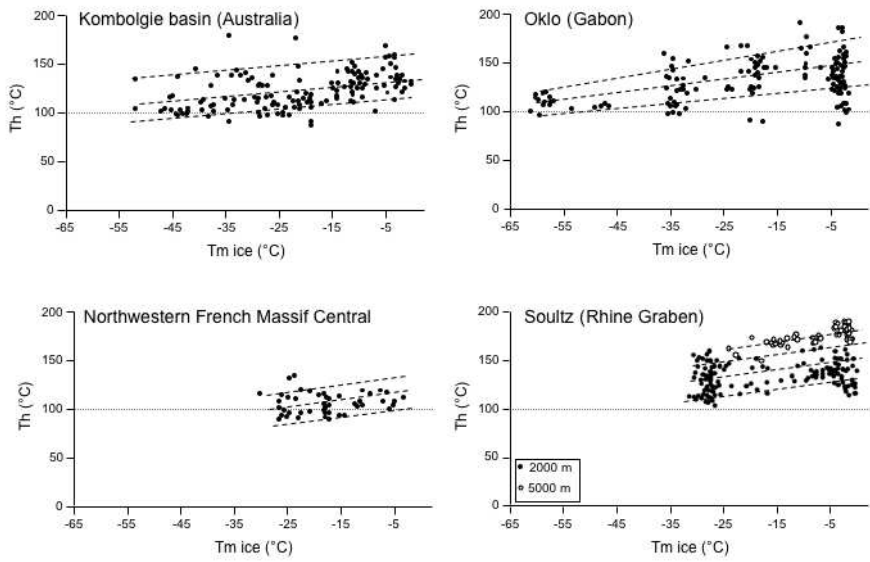 Kombolgie basin (Australia)
200
150
100
50
0
Th (°C)
-65 -55 -45 -35 -25 -15 -5
Tm ice (°C)
Oklo (Gabon)
200
150
100
50
0
Th (°C)
-65 -55 -45 -35 -25 -15 -5
Tm ice (°C)
Northwestern French Massif Central
200
150
100
50
0
Th (°C)
-65 -55 -45 -35 -25 -15 -5
Tm ice (°C)
Soultz (Rhine Graben)
200
150
100
50
0
Th (°C)
2000 m
5000 m
-65 -55 -45 -35 -25 -15 -5
Tm ice (°C)